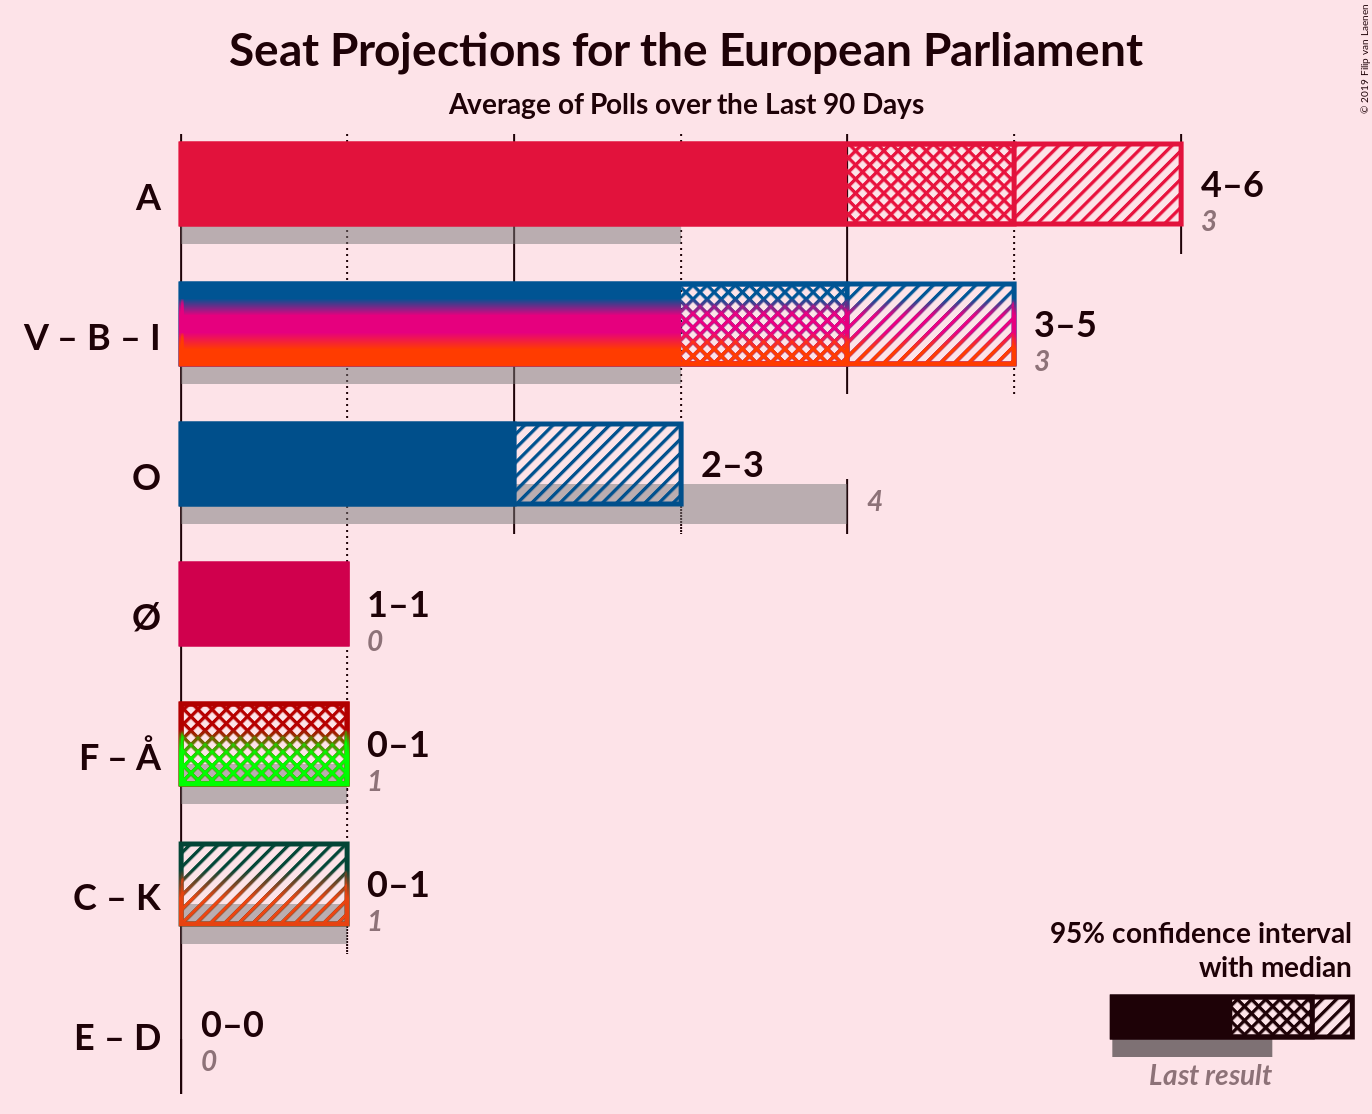 Seat Projections for the European Parliament
Average of Polls over the Last 90 Days
© 2019 Filip van Laenen
A
4–6
3
V – B – I
3–5
3
O
2–3
4
Ø
1–1
0
F – Å
0–1
1
C – K
0–1
1
E – D
0–0
0
95% confidence interval
with median
Last result